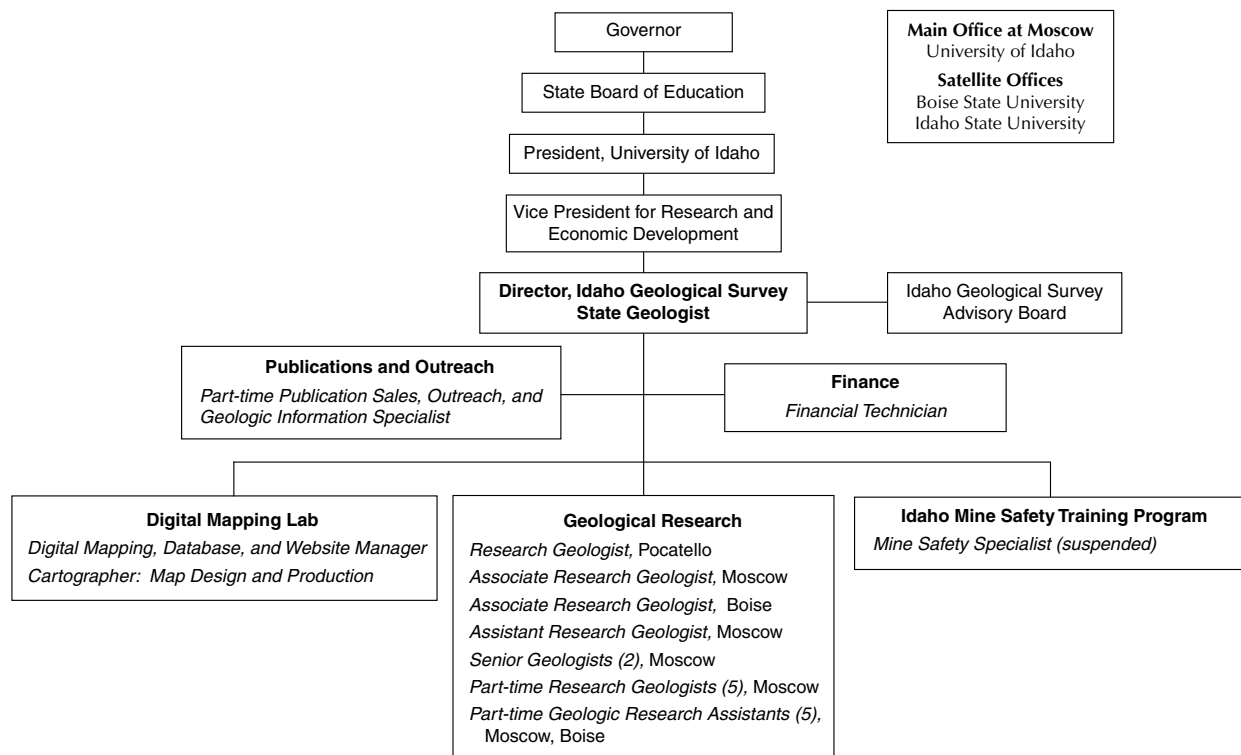 Governor
Main Office at Moscow
University of Idaho
Satellite Offices
Boise State University
Idaho State University
State Board of Education
President, University of Idaho
Vice President for Research and
Economic Development
Director, Idaho Geological Survey
State Geologist
Idaho Geological Survey
Advisory Board
Publications and Outreach
Part-time Publication Sales, Outreach, and
Geologic Information Specialist
Finance
Financial Technician
Digital Mapping Lab
Digital Mapping, Database, and Website Manager
Cartographer: Map Design and Production
Geological Research
Research Geologist, Pocatello
Associate Research Geologist, Moscow
Associate Research Geologist, Boise
Assistant Research Geologist, Moscow
Senior Geologists (2), Moscow
Part-time Research Geologists (5), Moscow
Part-time Geologic Research Assistants (5),
Moscow, Boise
Idaho Mine Safety Training Program
Mine Safety Specialist (suspended)